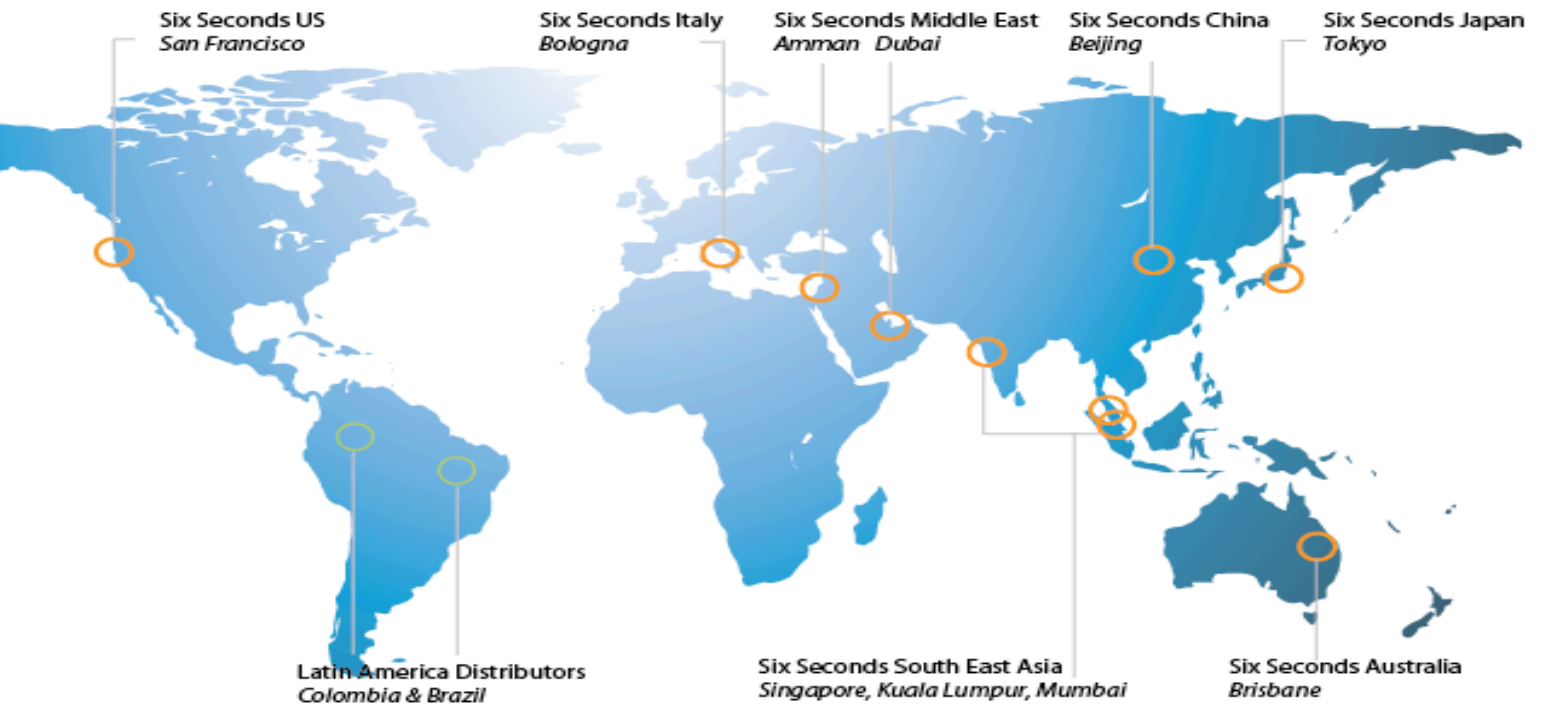 Six Seconds US
San Francisco
Six Seconds Italy
Bologna
Six Seconds Middle East
Amman Dubai
Six Seconds China
Beijing
Six Seconds Japan
Tokyo
Latin America Distributors
Colombia & Brazil
Six Seconds South East Asia
Singapore, Kuala Lumpur, Mumbai
Six Seconds Australia
Brisbane